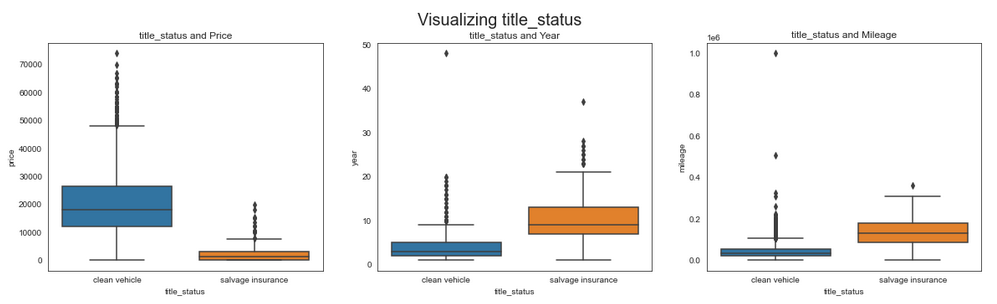 Visualizing title_status
title_status and Price
70000
60000
50000
40000
30000
20000
10000
0
price
clean vehicle
salvage insurance
title_status
title_status and Year
50
40
30
20
10
0
year
clean vehicle
salvage insurance
title_status
title_status and Mileage
1e6
1.0
0.8
0.6
0.4
0.2
0.0
mileage
clean vehicle
salvage insurance
title_status